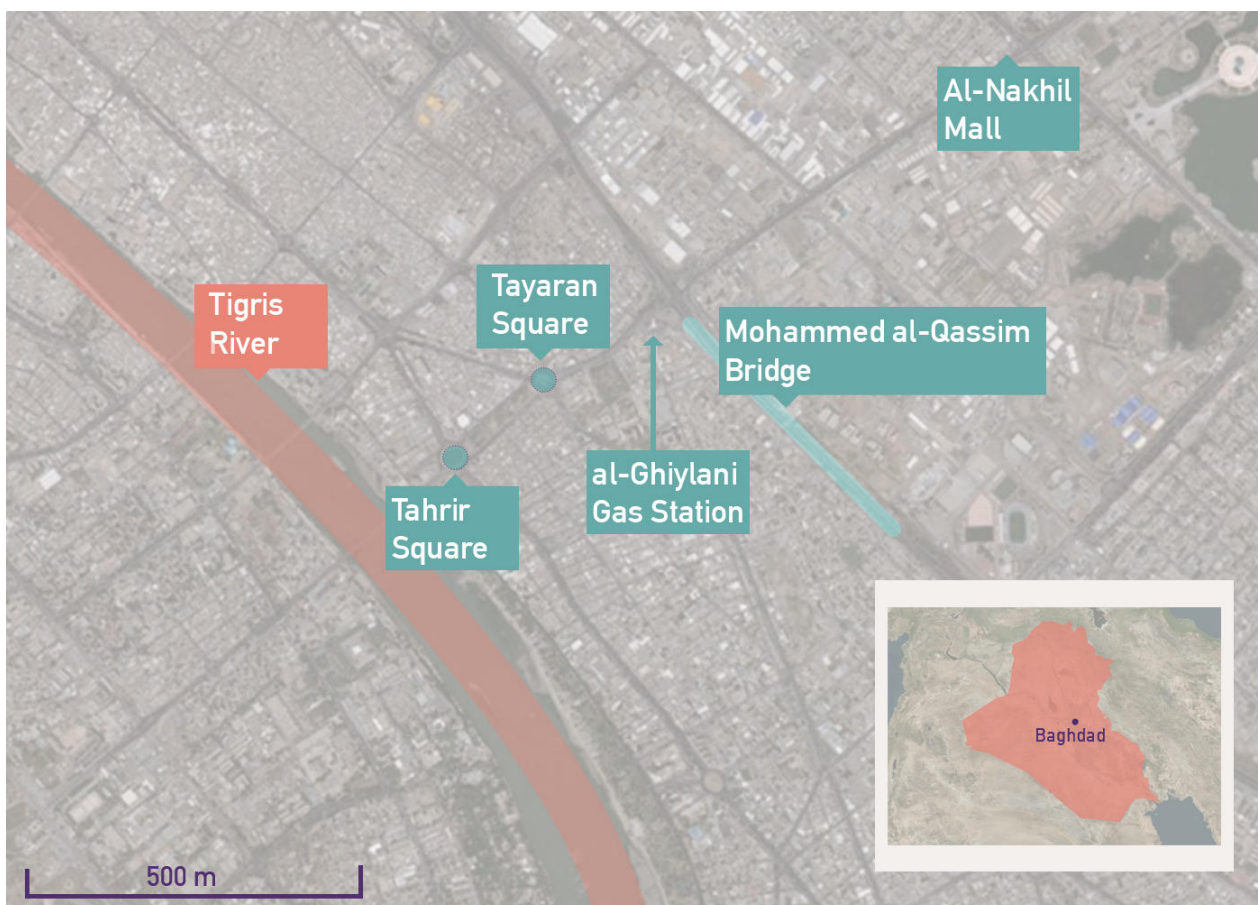 Al-Nakhil
Mall
Tigris
River
Tayaran
Square
Mohammed al-Qassim
Bridge
al-Ghiylani
Gas Station
Tahrir
Square
Baghdad
500 m